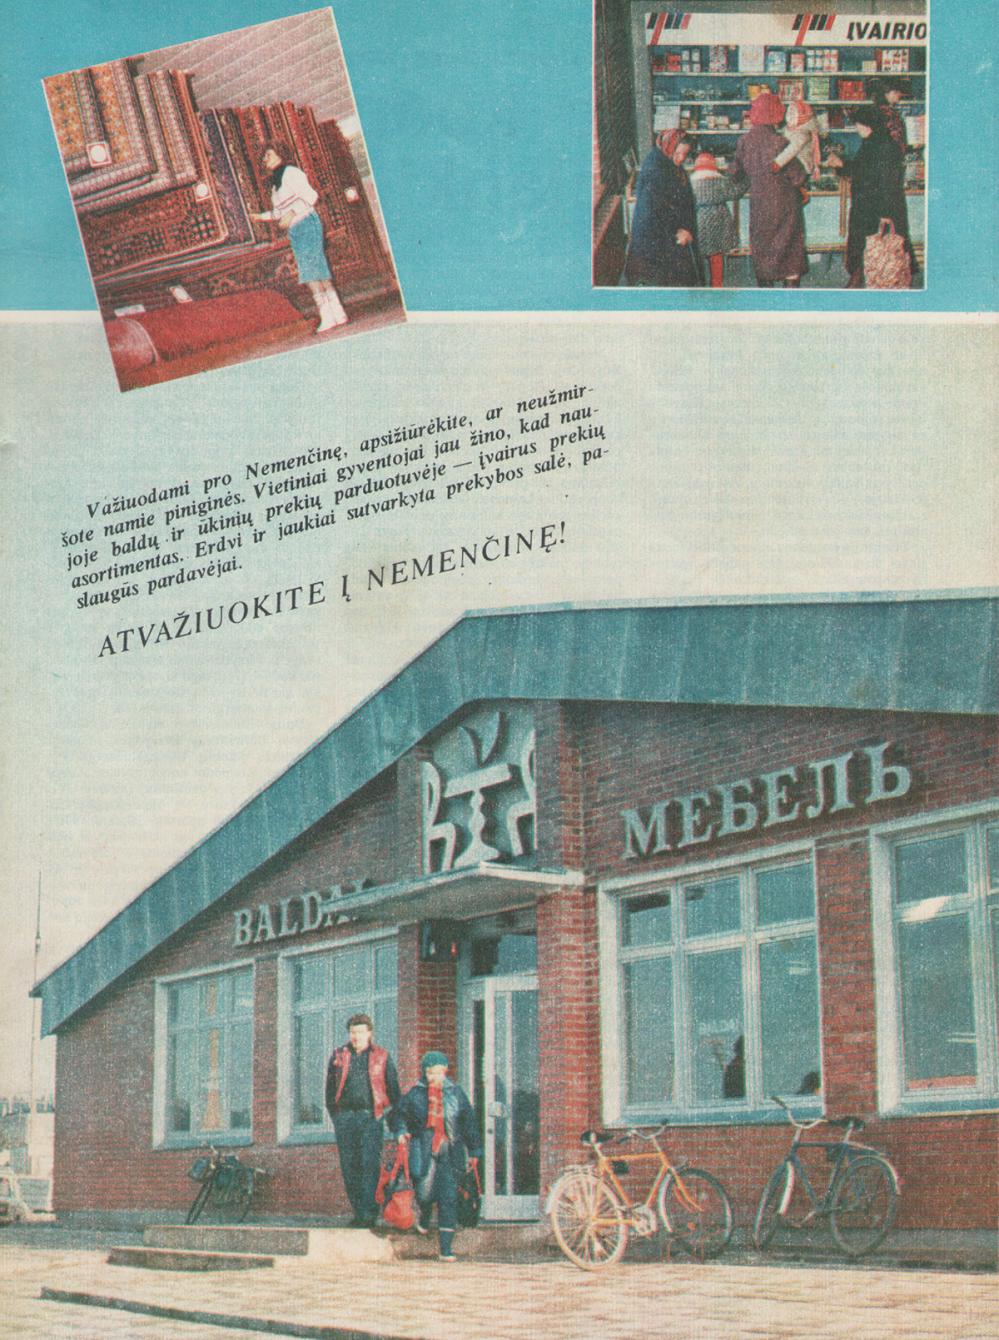 ĮVAIRIO
Važiuodami pro Nemenčinę, apsižiūrėkite, ar neužmir-
šote namie piniginės. Vietiniai gyventojai jau žino, kad nau-
joje baldų ir ūkinių prekių parduotuvėje — įvairus prekių
asortimentas. Erdvi ir jaukiai sutvarkyta prekybos salė, pa-
slaugūs pardavėjai.
ATVAŽIUOKITE Į NEMENČINĘ!
МЕБЕЛЬ
BALDAI